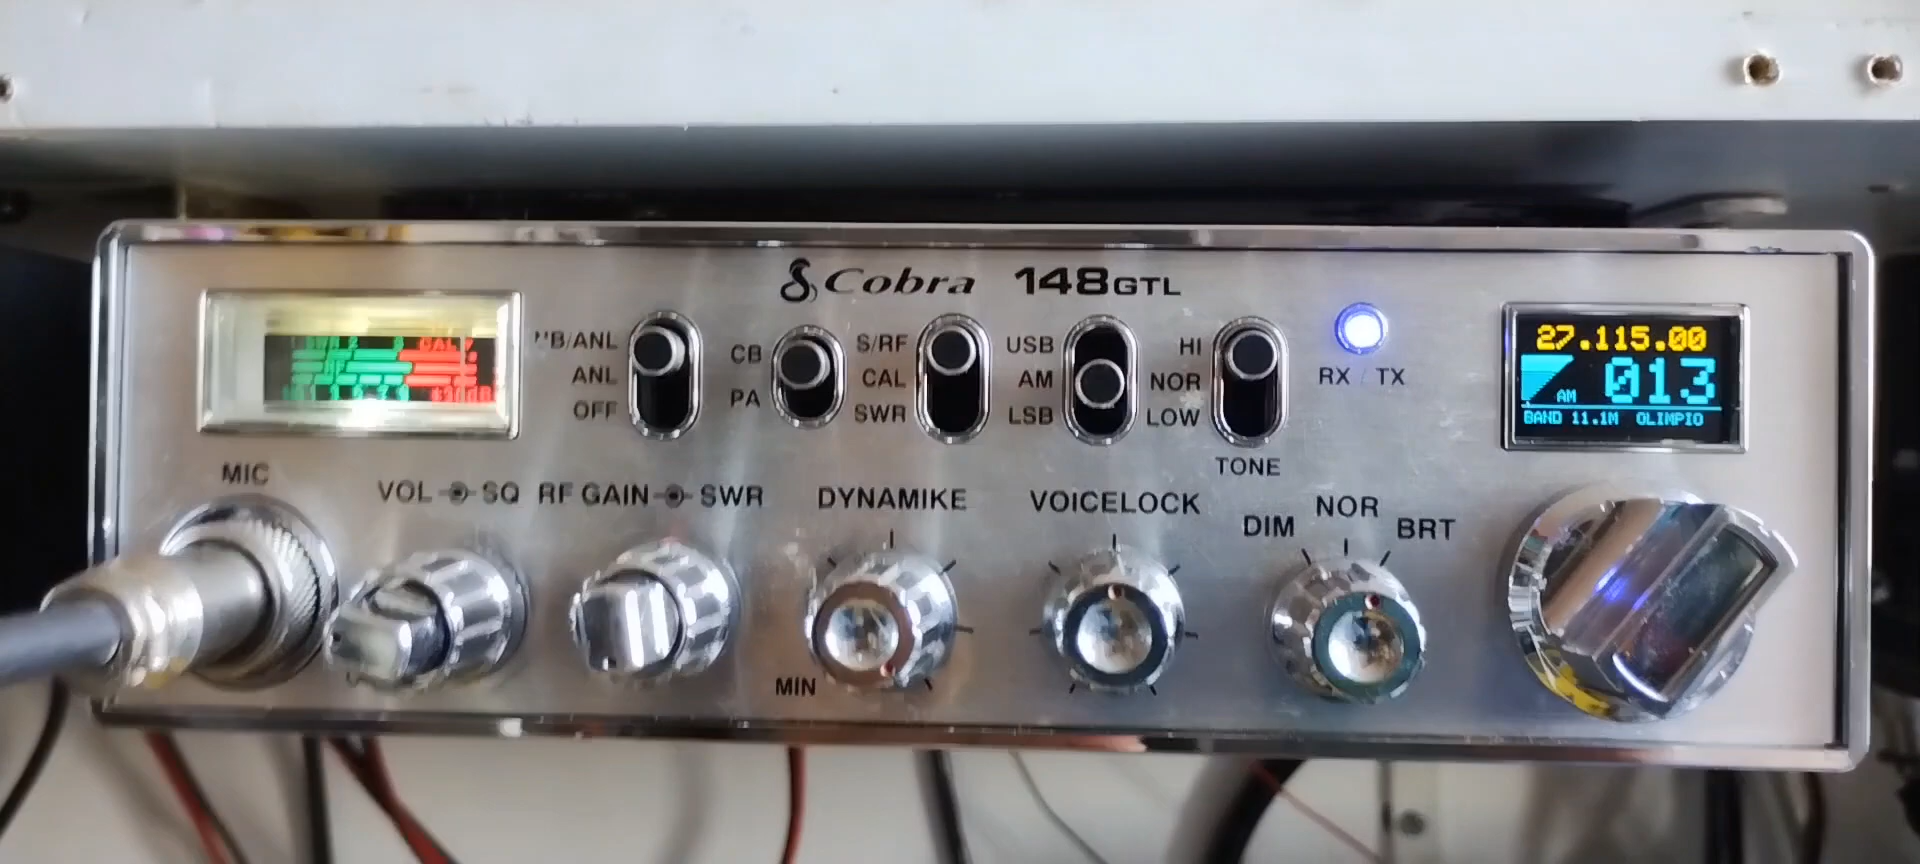 Cobra 148GTL
NB/ANL
ANL
OFF
CB
PA
S/RF
CAL
SWR
USB
AM
LSB
HI
NOR
LOW
TONE
RX / TX
27.115.00
AM 013
BAND 11.1M OLIMPIO
MIC
VOL SQ
RF GAIN SWR
DYNAMIKE
MIN
VOICELOCK
DIM
NOR
BRT